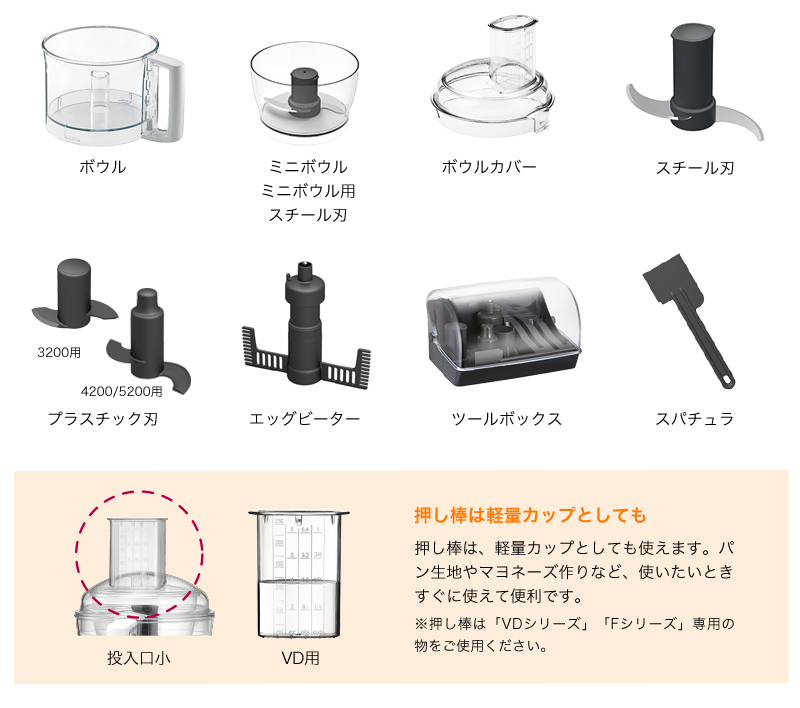 ボウル
ミニボウル
ミニボウル用
スチール刃
ボウルカバー
スチール刃
3200用
4200/5200用
プラスチック刃
エッグビーター
ツールボックス
スパチュラ
投入口小
VD用
押し棒は軽量カップとしても
押し棒は、軽量カップとしても使えます。パ
ン生地やマヨネーズ作りなど、使いたいとき
すぐに使えて便利です。
※押し棒は「VDシリーズ」「Fシリーズ」専用の
物をご使用ください。